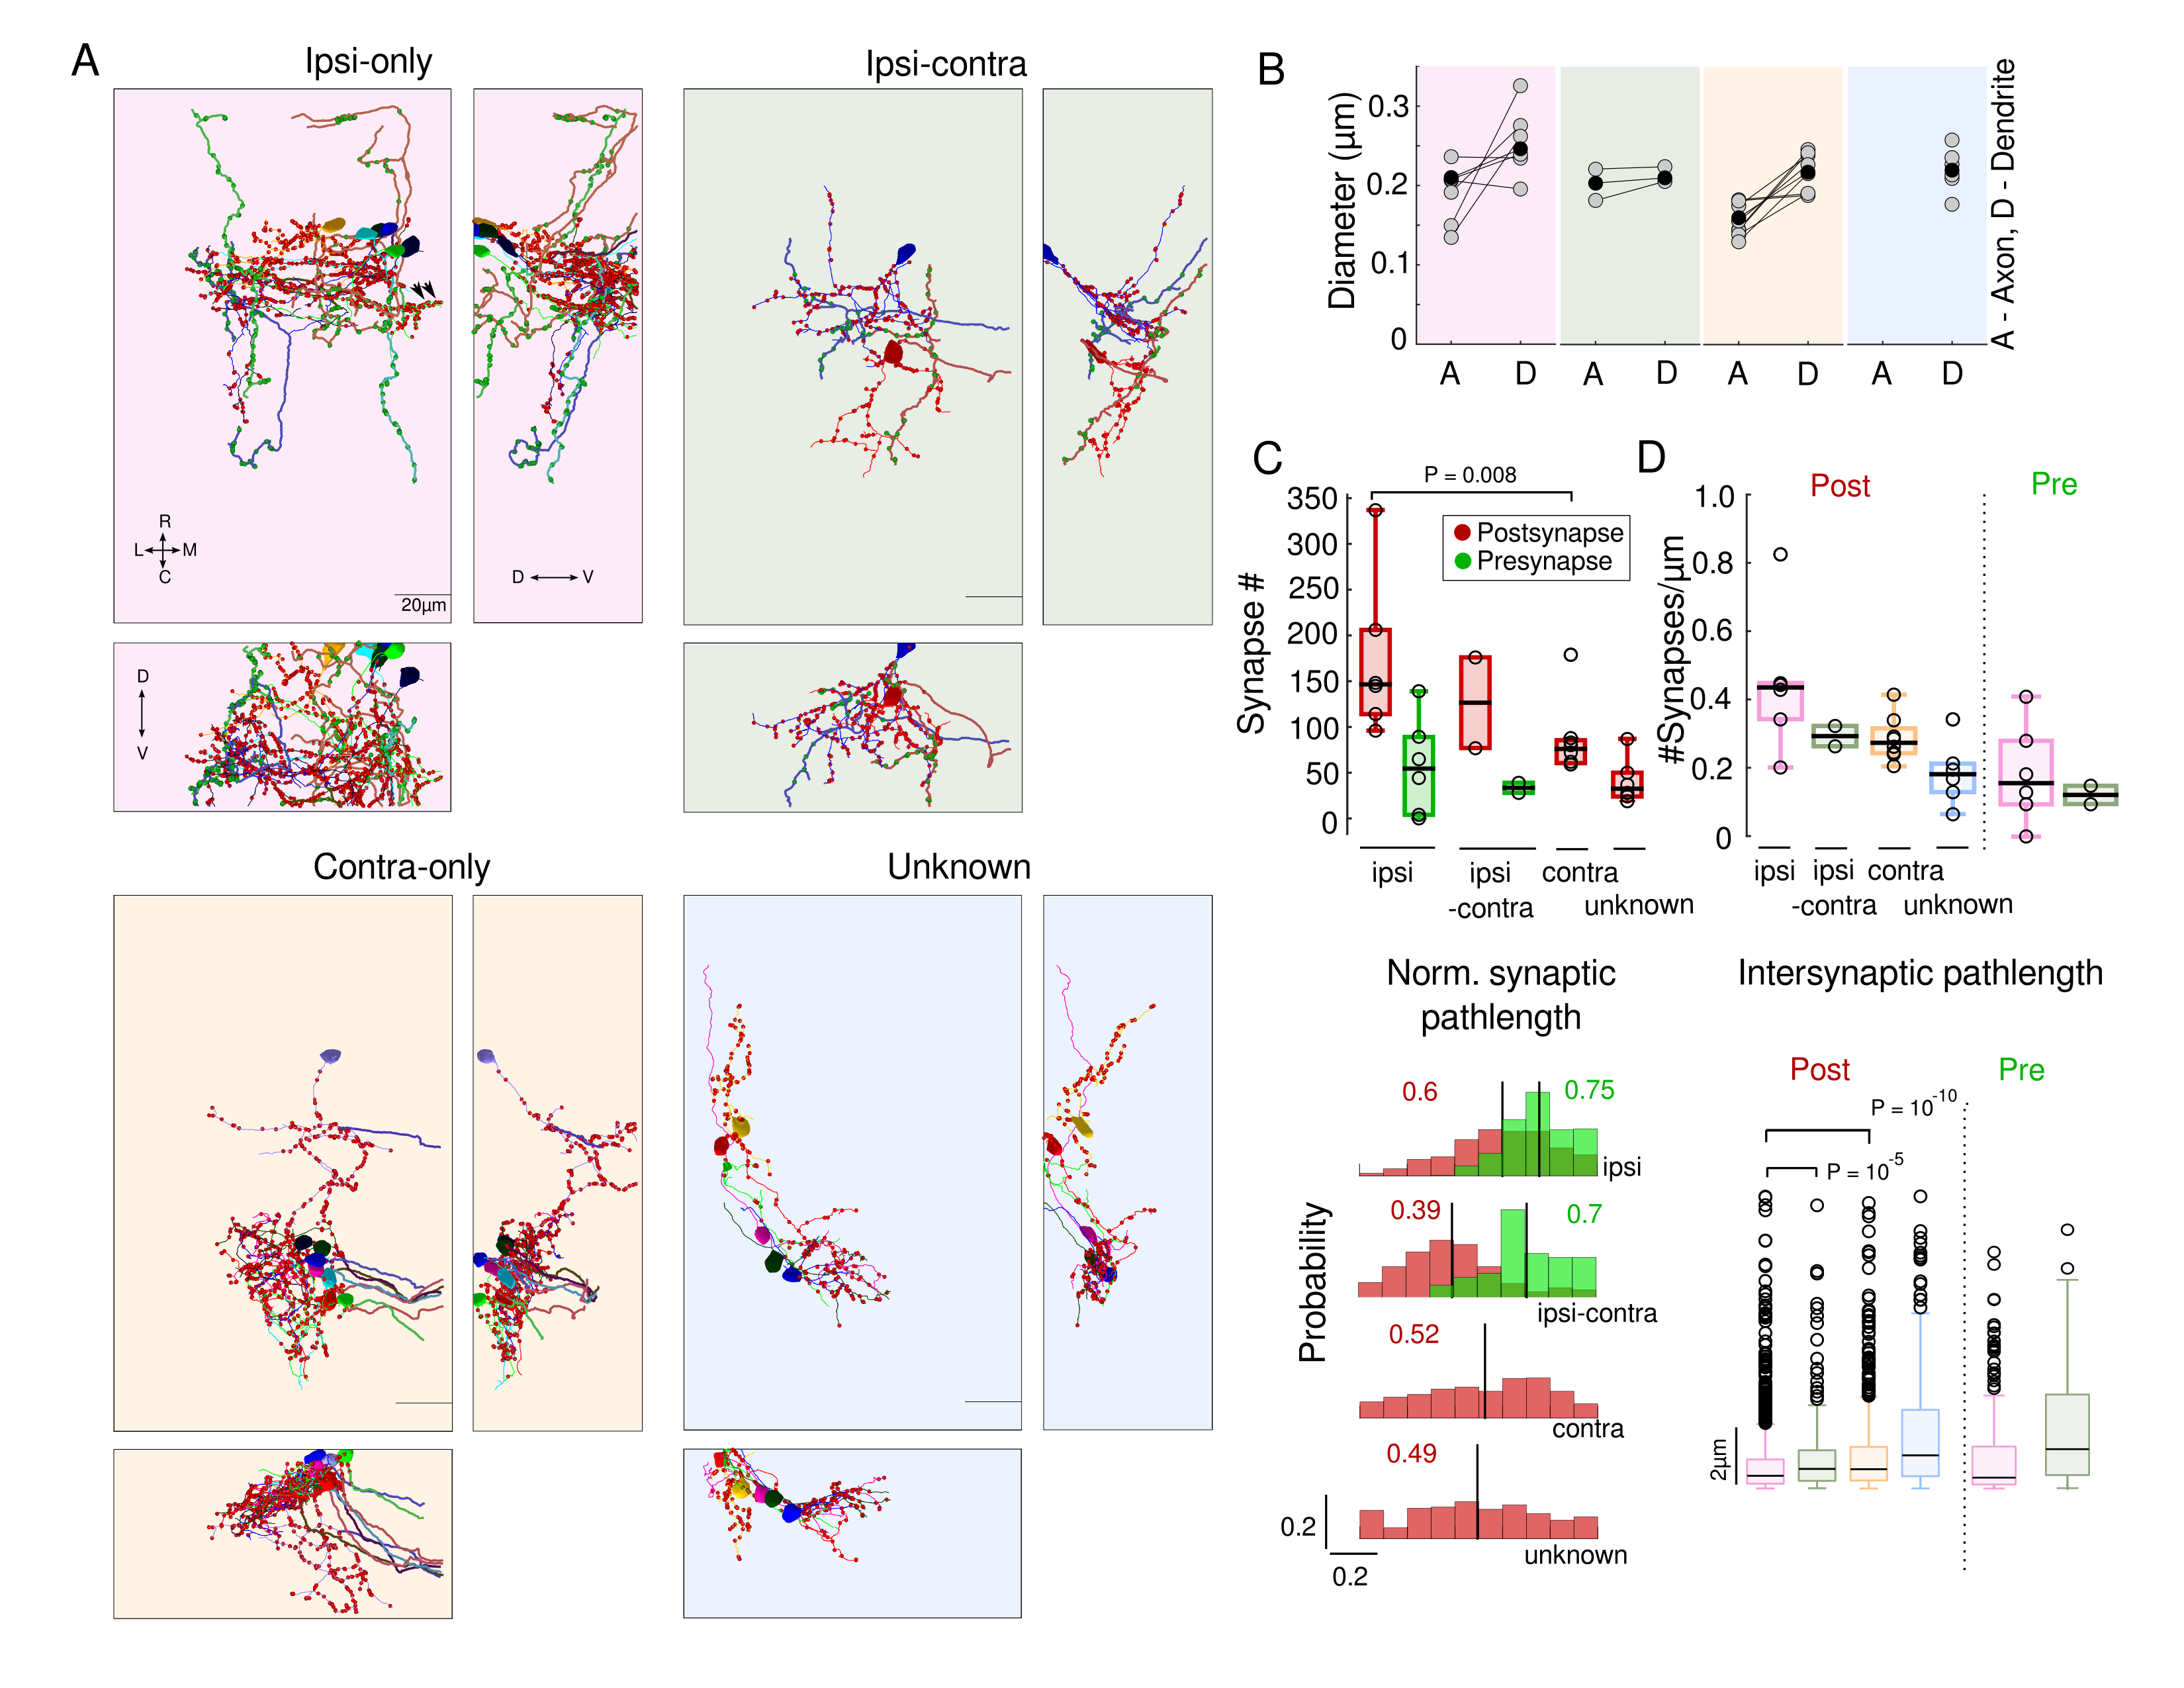 A
Ipsi-only
Ipsi-contra
R
L M
C
D V
20µm
D
V
Contra-only
Unknown
B
Diameter (µm)
0.3
0.2
0.1
0
A D A D A D A D
A - Axon, D - Dendrite
C
P = 0.008
Synapse #
350
300
250
200
150
100
50
0
Postsynapse
Presynapse
ipsi
ipsi
-contra
contra
unknown
D
Post
Pre
#Synapses/µm
1.0
0.8
0.6
0.4
0.2
0
ipsi
ipsi
-contra
contra
unknown
Norm. synaptic
pathlength
Probability
0.6
0.75
ipsi
0.39
0.7
ipsi-contra
0.52
contra
0.49
unknown
0.2
0.2
Intersynaptic pathlength
Post
Pre
P = 10-10
P = 10-5
2µm